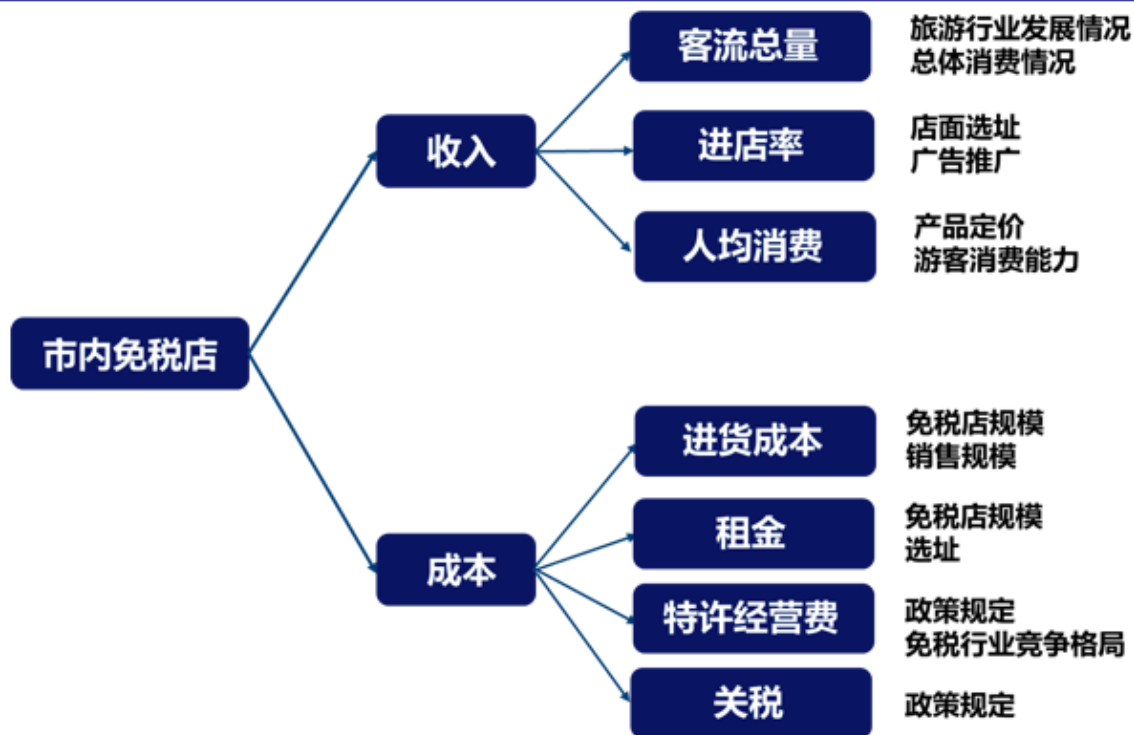 客流总量
旅游行业发展情况
总体消费情况
收入
进店率
店面选址
广告推广
人均消费
产品定价
游客消费能力
市内免税店
进货成本
免税店规模
销售规模
成本
租金
免税店规模
选址
特许经营费
政策规定
免税行业竞争格局
关税
政策规定